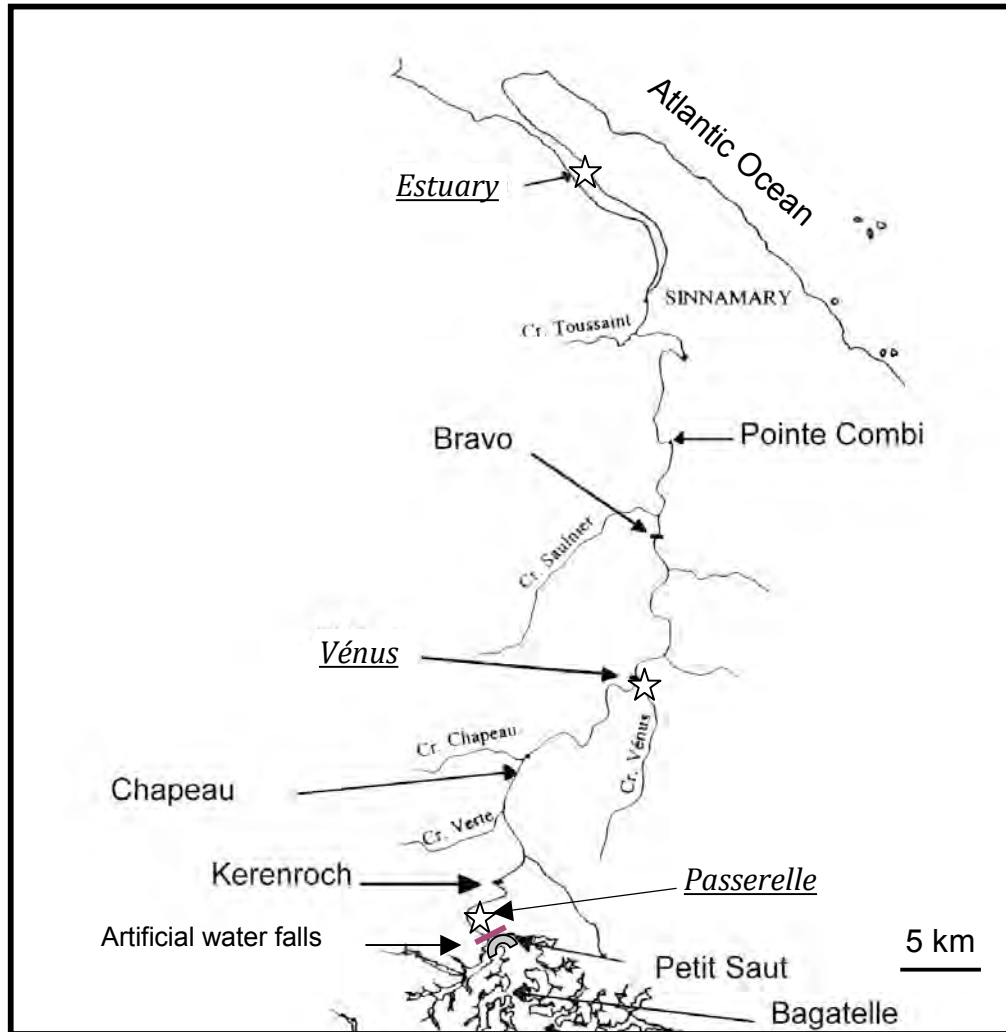 Atlantic Ocean
Estuary
SINNAMARY
Cr. Toussaint
Bravo
Pointe Combi
Cr. Saulnier
Vénus
Cr. Vénus
Cr. Chapeau
Chapeau
Cr. Verte
Kerenroch
Passerelle
Artificial water falls
5 km
Petit Saut
Bagatelle